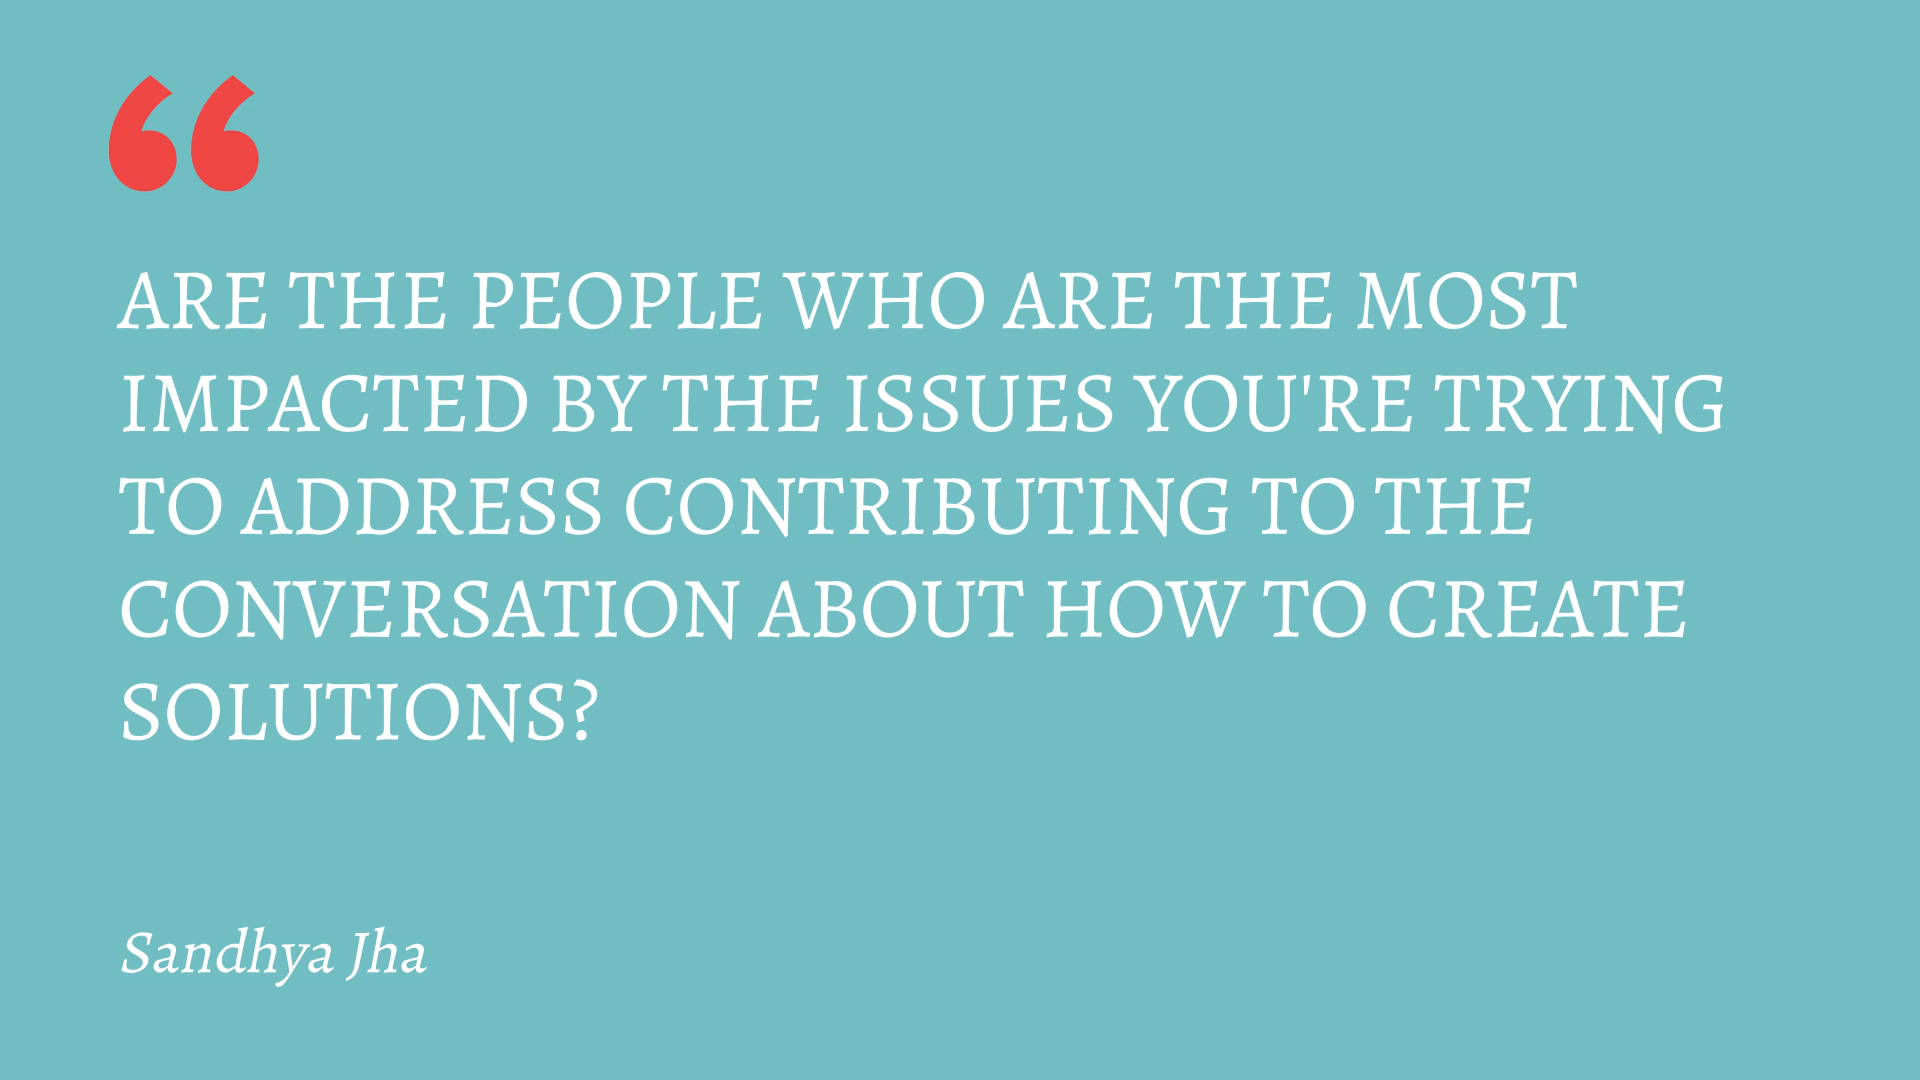 “
ARE THE PEOPLE WHO ARE THE MOST
IMPACTED BY THE ISSUES YOU'RE TRYING
TO ADDRESS CONTRIBUTING TO THE
CONVERSATION ABOUT HOW TO CREATE
SOLUTIONS?
Sandhya Jha